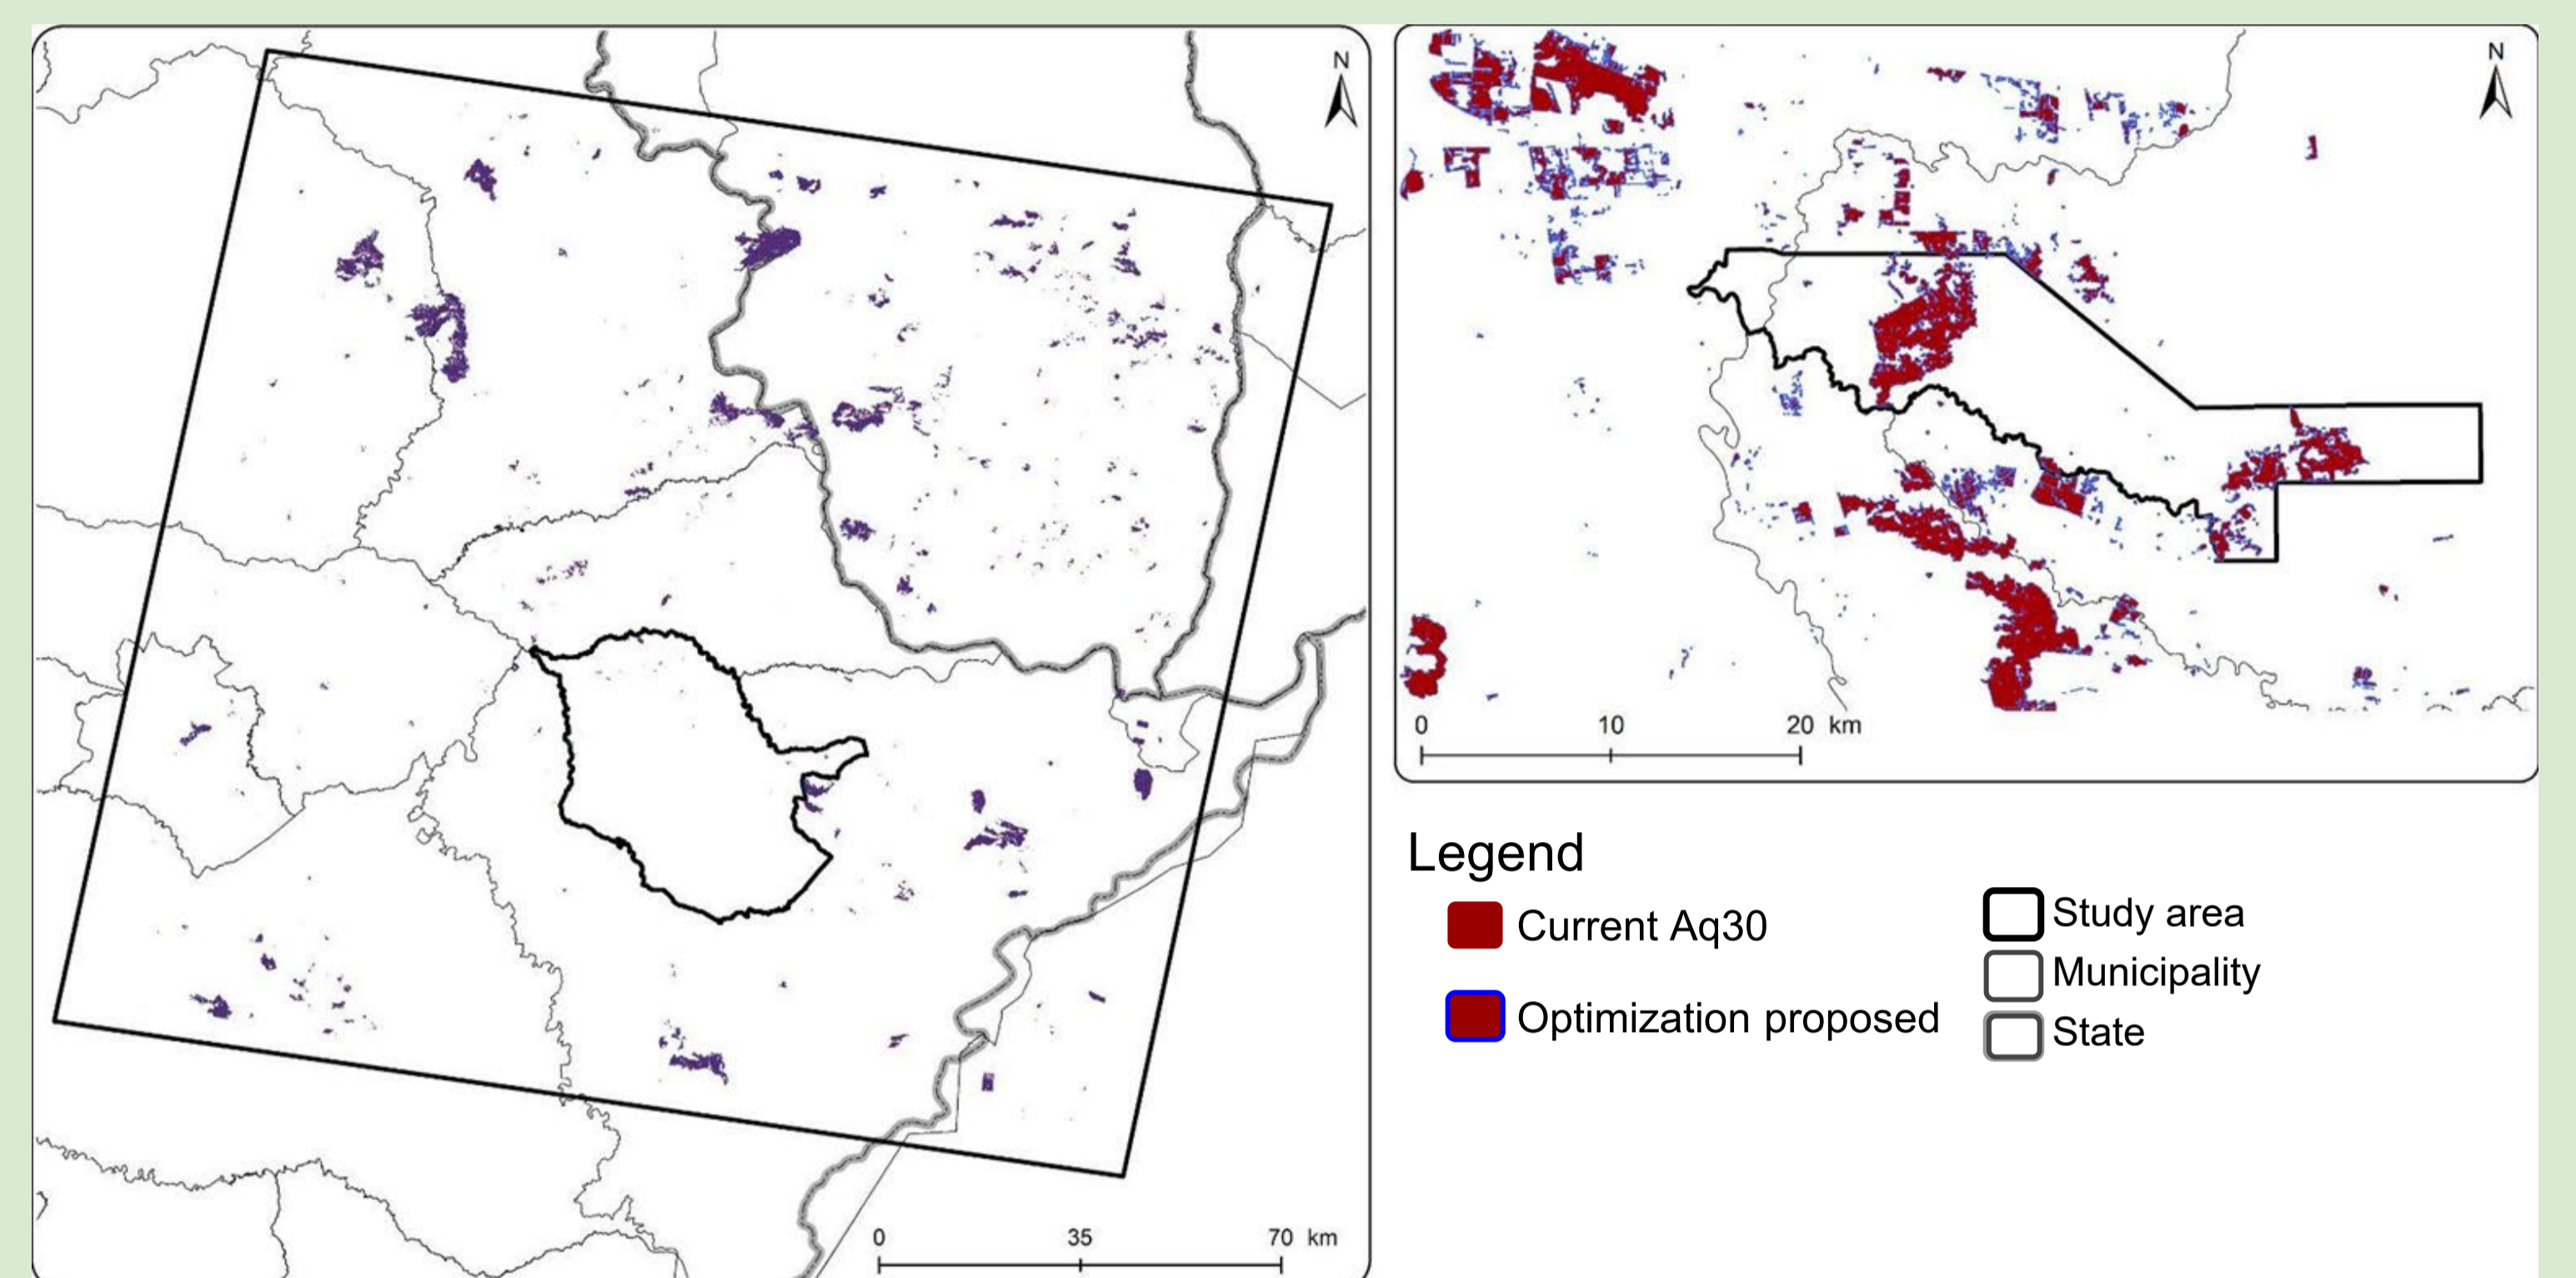 N
0 35 70 km
N
0 10 20 km
Legend
Current Aq30
Optimization proposed
Study area
Municipality
State